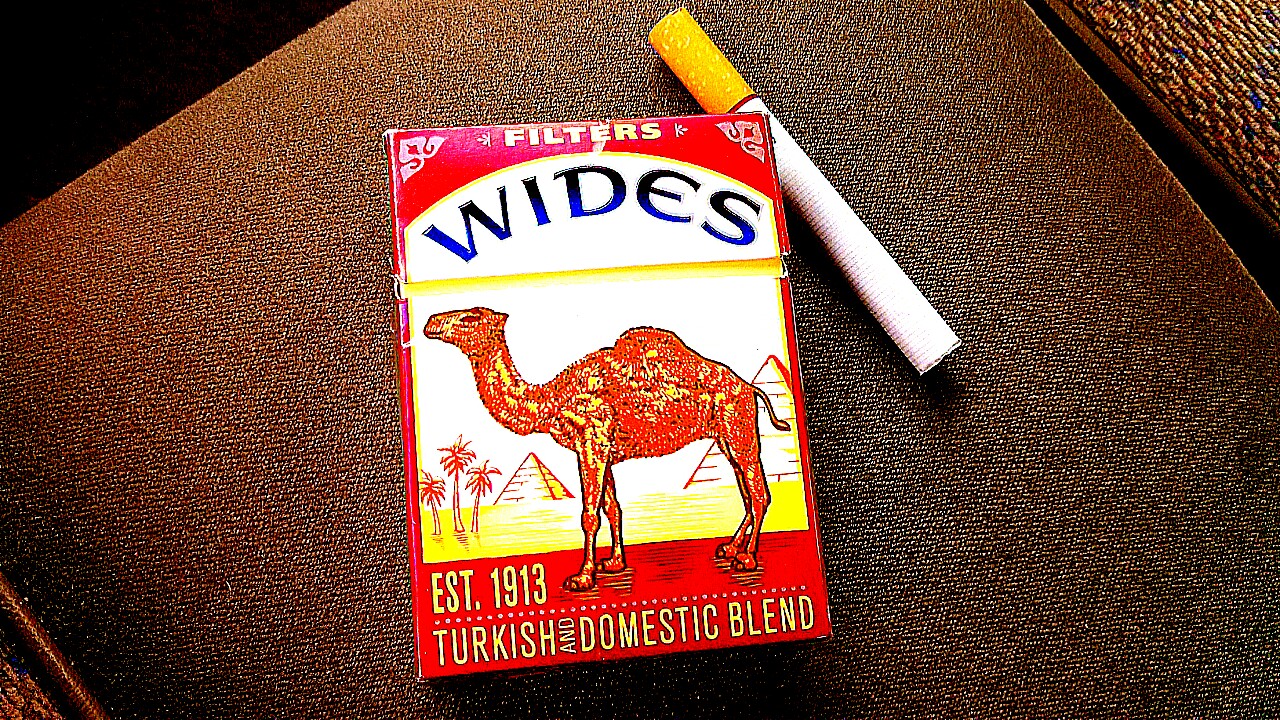 FILTERS
WIDES
EST. 1913
TURKISH AND DOMESTIC BLEND